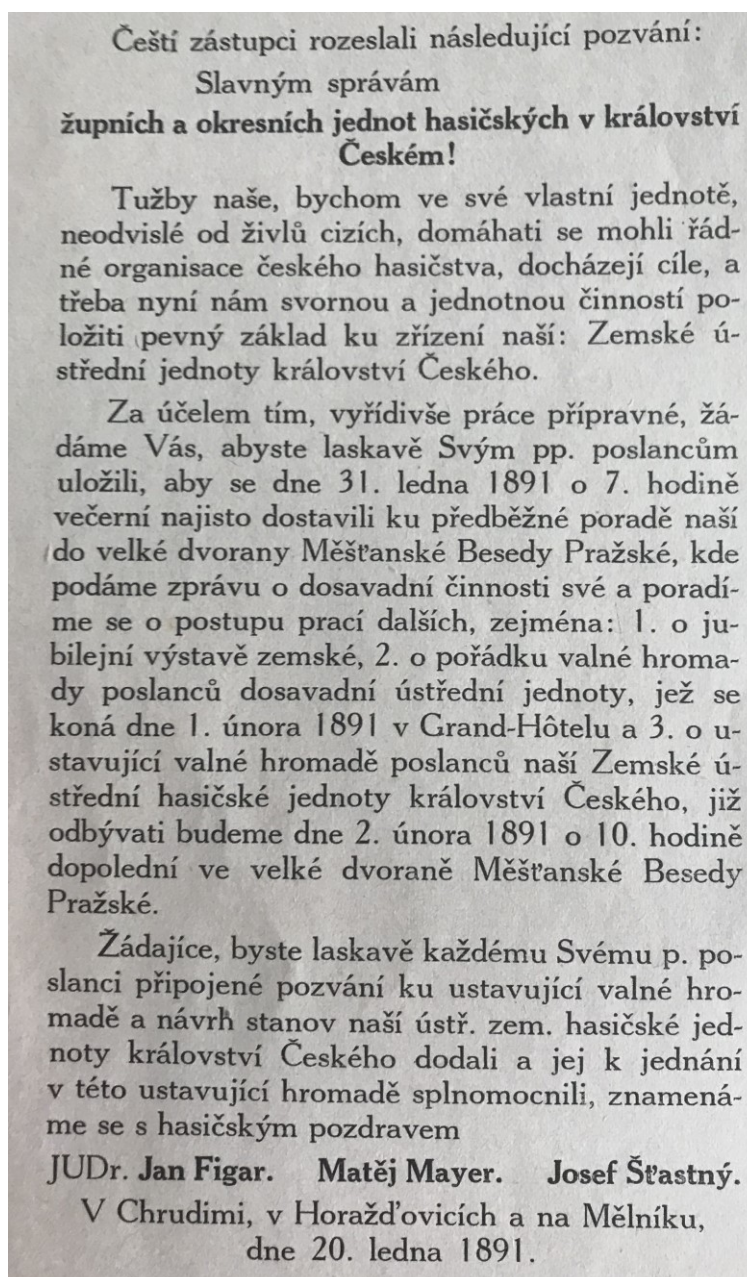 Čeští zástupci rozeslali následující pozvání:
Slavným správám
župních a okresních jednot hasičských v království
Českém!
Tužby naše, bychom ve své vlastní jednotě,
neodvislé od živlů cizích, domáhati se mohli řád-
né organisace českého hasičstva, docházejí cíle, a
třeba nyní nám svornou a jednotnou činností po-
ložiti pevný základ ku zřízení naší: Zemské ú-
střední jednoty království Českého.
Za účelem tím, vyřídivše práce přípravné, žá-
dáme Vás, abyste laskavě Svým pp. poslancům
uložili, aby se dne 31. ledna 1891 o 7. hodině
večerní najisto dostavili ku předběžné poradě naší
do velké dvorany Měšťanské Besedy Pražské, kde
podáme zprávu o dosavadní činnosti své a poradí-
me se o postupu prací dalších, zejména: 1. o ju-
bilejní výstavě zemské, 2. o pořádku valné hroma-
dy poslanců dosavadní ústřední jednoty, jež se
koná dne 1. února 1891 v Grand-Hôtelu a 3. o u-
stavující valné hromadě poslanců naší Zemské ú-
střední hasičské jednoty království Českého, již
odbývati budeme dne 2. února 1891 o 10. hodině
dopolední ve velké dvoraně Měšťanské Besedy
Pražské.
Žádajíce, byste laskavě každému Svému p. po-
slanci připojené pozvání ku ustavující valné hro-
madě a návrh stanov naší ústř. zem. hasičské jed-
noty království Českého dodali a jej k jednání
v této ustavující hromadě splnomocnili, znamená-
me se s hasičským pozdravem
JUDr. Jan Figar. Matěj Mayer. Josef Šťastný.
V Chrudimi, v Horažďovicích a na Mělníku,
dne 20. ledna 1891.